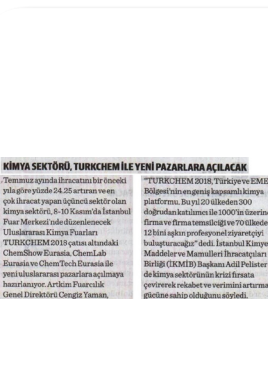 KİMYA SEKTÖRÜ, TURKCHEM İLE YENİ PAZARLARA AÇILACAK
Temmuz ayında ihracatını bir önceki
yıla göre yüzde 24.25 artıran ve en
çok ihracat yapan üçüncü sektör olan
kimya sektörü, 8-10 Kasım'da İstanbul
Fuar Merkezi'nde düzenlenecek
Uluslararası Kimya Fuarları
TURKCHEM 2018 çatısı altındaki
ChemShow Eurasia, ChemLab
Eurasia ve ChemTech Eurasia ile
yeni uluslararası pazarlara açılmaya
hazırlanıyor. Artkim Fuarcılık
Genel Direktörü Cengiz Yaman,
"TURKCHEM 2018, Türkiye ve EME
Bölgesi'nin en geniş kapsamlı kimya
platformu. Bu yıl 20 ülkeden 300
doğrudan katılımcı ile 1000'in üzerin
firma ve firma temsilciliği ve 70 ülkede
12 bini aşkın profesyonel ziyaretçiyi
buluşturacağız" dedi. İstanbul Kimye
Maddeler ve Mamulleri İhracatçıları
Birliği (İKMİB) Başkanı Adil Pelister
de kimya sektörünün krizi fırsata
çevirerek rekabet ve verimini artırma
gücüne sahip olduğunu söyledi.